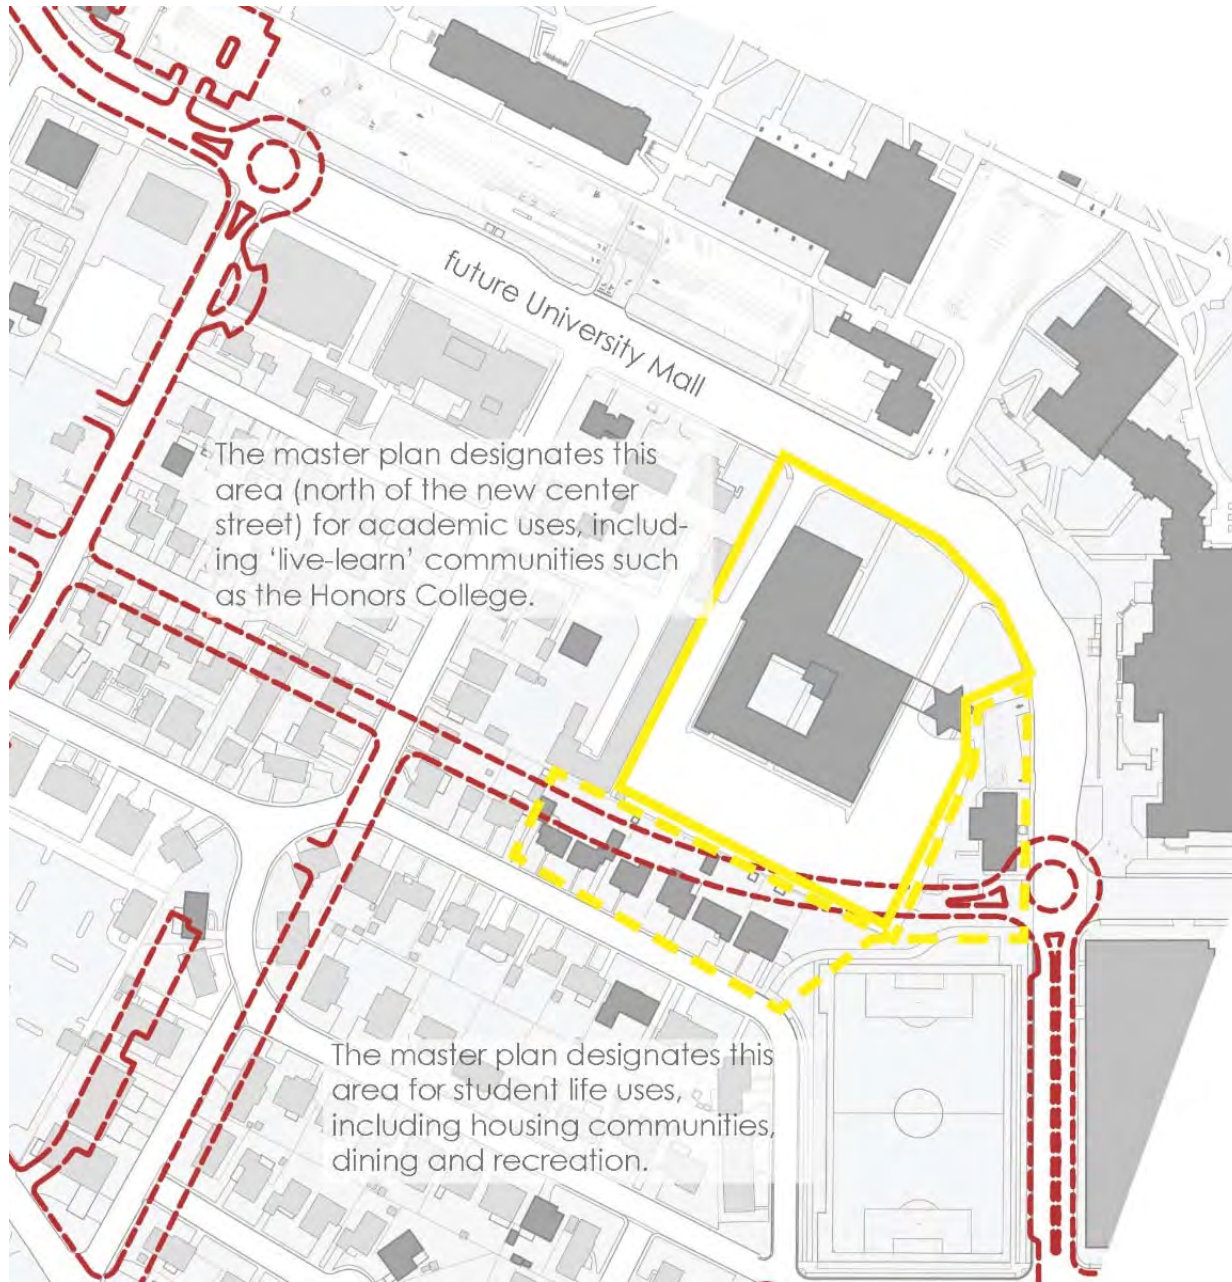 future University Mall
The master plan designates this
area (north of the new center
street) for academic uses, includ-
ing ‘live-learn’ communities such
as the Honors College.
The master plan designates this
area for student life uses,
including housing communities,
dining and recreation.